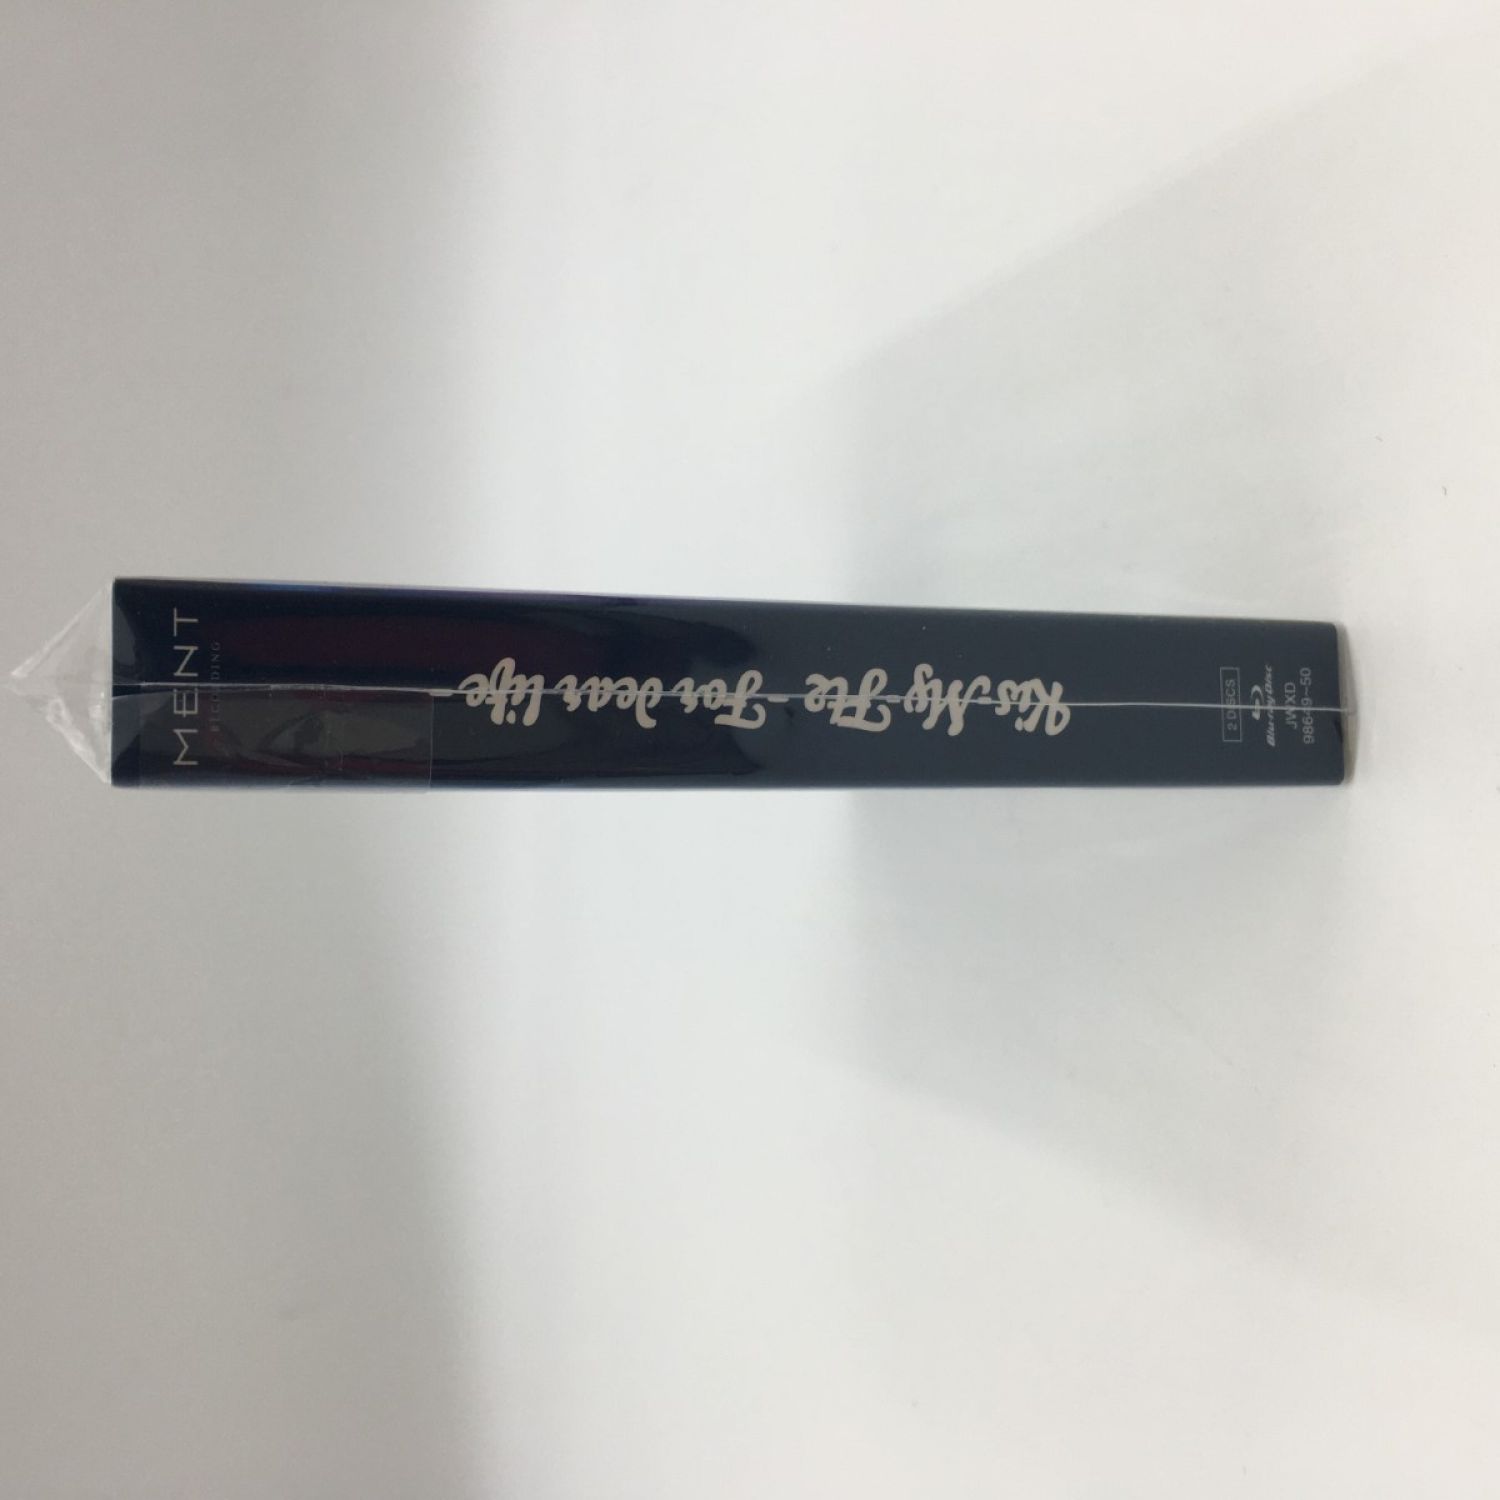 2 DISCS
Blu-ray Disc
JWXD
98649~50
Kis-My-Ft2 -For dear life-
MENT
RECORDING